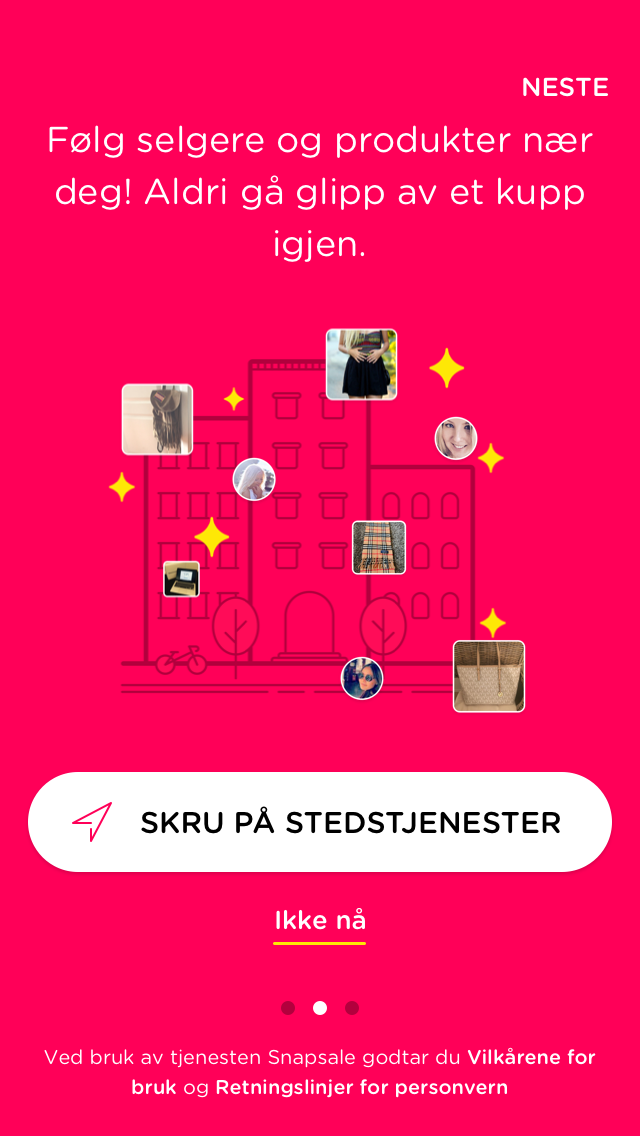 NESTE
Følg selgere og produkter nær
deg! Aldri gå glipp av et kupp
igjen.
SKRU PÅ STEDSTJENESTER
Ikke nå
Ved bruk av tjenesten Snapsale godtar du Vilkårene for
bruk og Retningslinjer for personvern